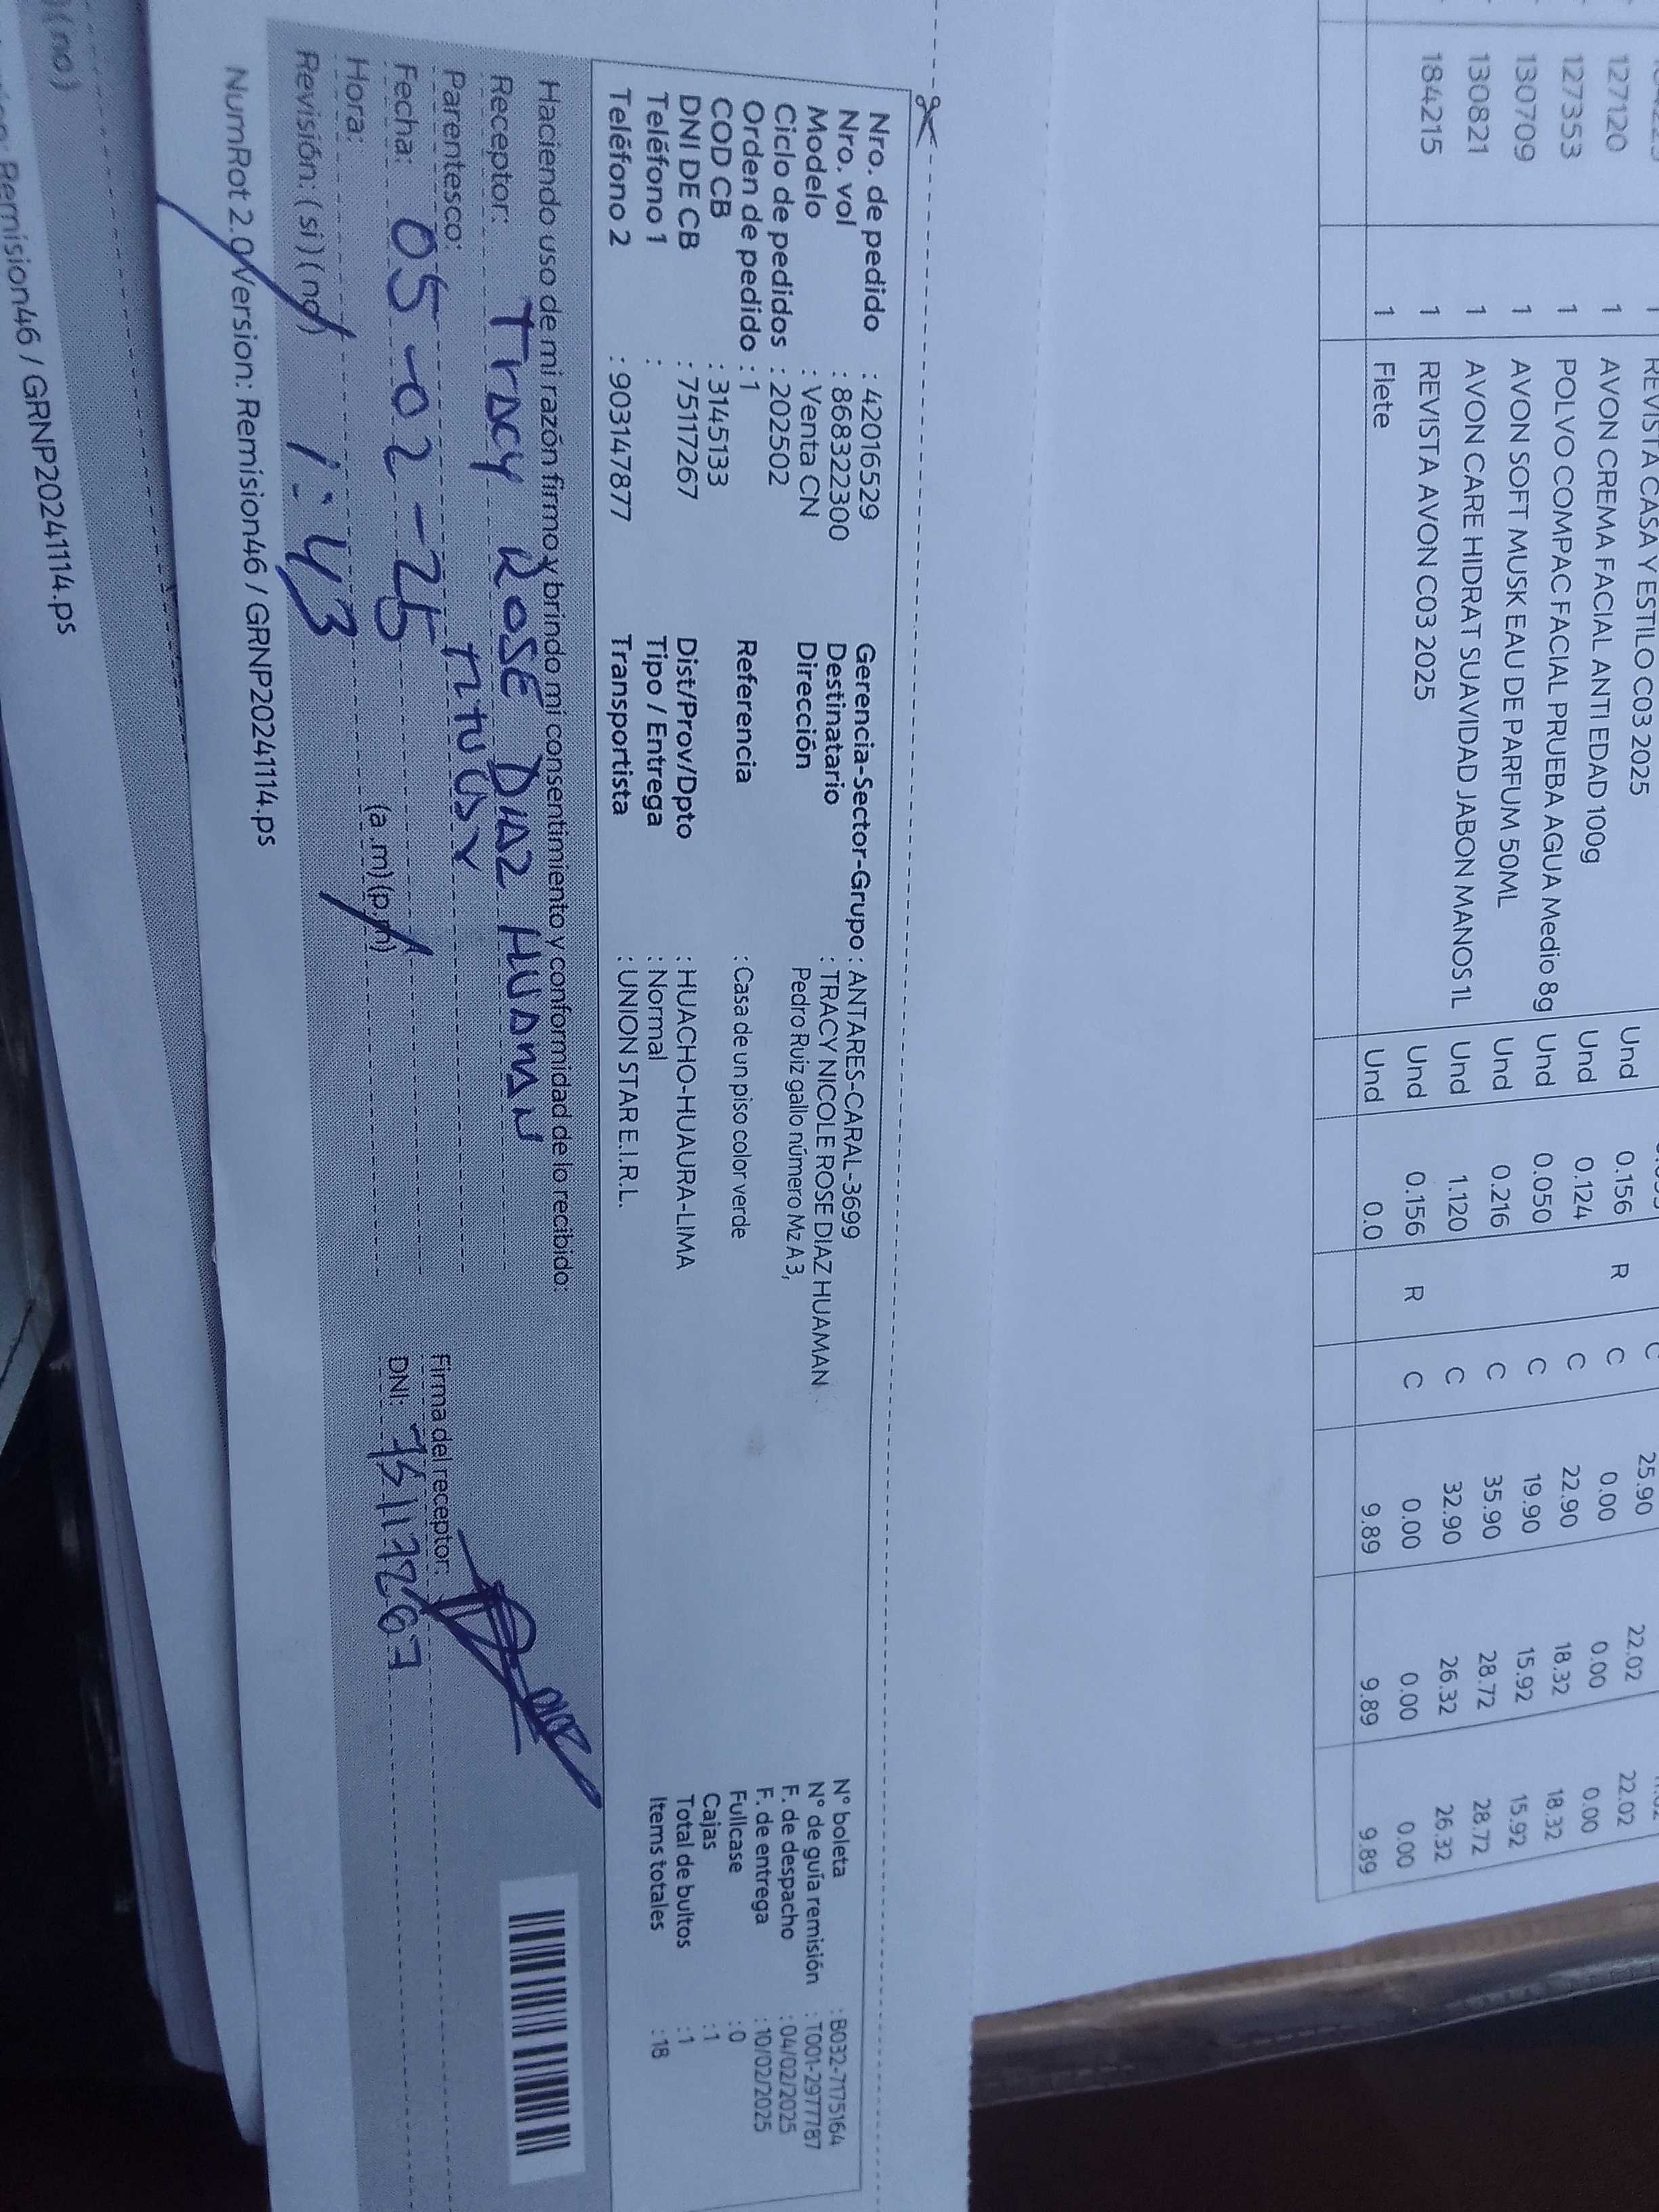 REVISTA CASA Y ESTILO C03 2025 25.90 22.02 22.02
127120 1 AVON CREMA FACIAL ANTI EDAD 100g Und 0.156 R C 0.00 0.00 0.00
127353 1 POLVO COMPAC FACIAL PRUEBA AGUA Medio 8g Und 0.124 C 22.90 18.32 18.32
130709 1 AVON SOFT MUSK EAU DE PARFUM 50ML Und 0.050 C 19.90 15.92 15.92
130821 1 AVON CARE HIDRAT SUAVIDAD JABON MANOS 1L Und 0.216 C 35.90 28.72 28.72
184215 1 REVISTA AVON C03 2025 Und 1.120 C 32.90 26.32 26.32
1 Flete Und 0.156 R C 0.00 0.00 0.00
Und 0.0 9.89 9.89 9.89
Nro. de pedido : 420165529 Gerencia-Sector-Grupo : ANTARES-CARAL-3699 N° boleta : B032-7175164
Nro. vol : 868322300 Destinatario : TRACY NICOLE ROSE DIAZ HUAMAN N° de guía remisión : T001-2977787
Modelo : Venta CN Dirección Pedro Ruiz gallo número Mz A 3, F. de despacho : 04/02/2025
Ciclo de pedidos : 202502 F. de entrega : 10/02/2025
Orden de pedido : 1 Referencia : Casa de un piso color verde Fullcase : 0
COD CB : 3145133 Cajas : 1
DNI DE CB : 75117267 Dist/Prov/Dpto : HUACHO-HUAURA-LIMA Total de bultos : 1
Teléfono 1 : Tipo / Entrega : Normal Items totales : 18
Teléfono 2 : 903147877 Transportista : UNION STAR E.I.R.L.
Haciendo uso de mi razón firmo y brindo mi consentimiento y conformidad de lo recibido:
Receptor: TrACY ROSE DIAZ HUAMAN
Parentesco: Firma del receptor:
Fecha: 05-02-25 DNI: 75117267
Hora: 1:43 (a.m) (p.m)
Revisión: (si) (no)
NumRot 2.0 Version: Remision46 / GRNP20241114.ps
(no)
Remision46 / GRNP20241114.ps